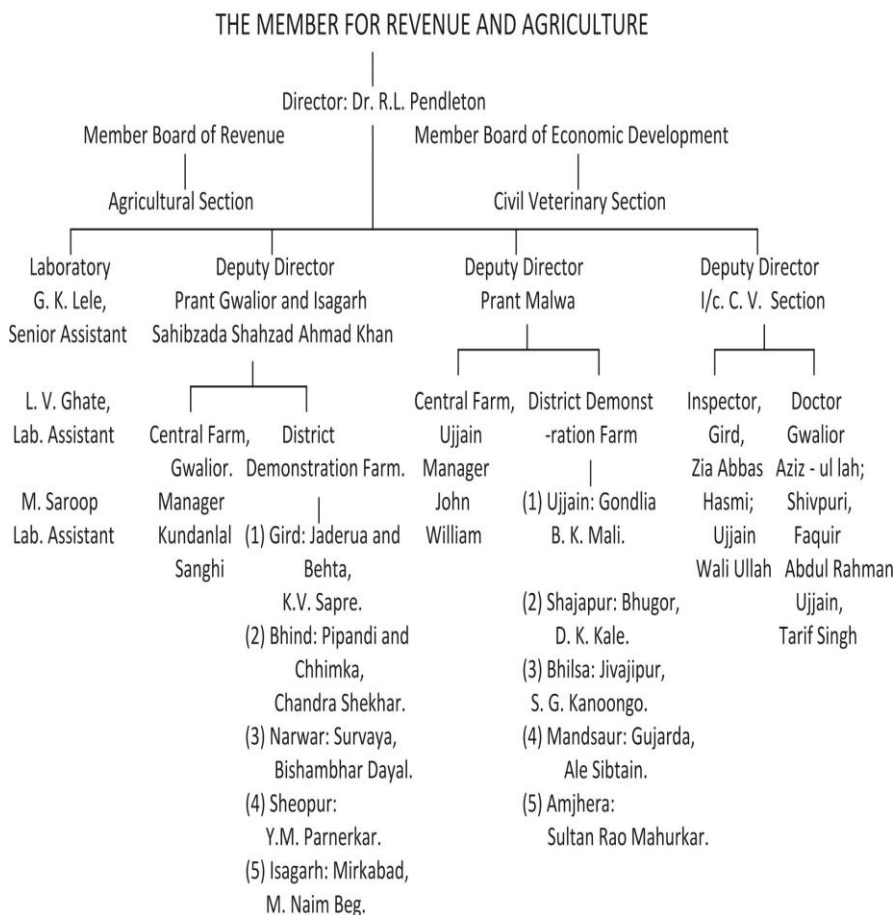 THE MEMBER FOR REVENUE AND AGRICULTURE
Director: Dr. R.L. Pendleton
Member Board of Revenue
Agricultural Section
Member Board of Economic Development
Civil Veterinary Section
Laboratory
G. K. Lele,
Senior Assistant
L. V. Ghate,
Lab. Assistant
M. Saroop
Lab. Assistant
Deputy Director
Prant Gwalior and Isagarh
Sahibzada Shahzad Ahmad Khan
Central Farm,
Gwalior.
Manager
Kundanlal
Sanghi
District
Demonstration Farm.
(1) Gird: Jaderua and
Behta,
K.V. Sapre.
(2) Bhind: Pipandi and
Chhimka,
Chandra Shekhar.
(3) Narwar: Survaya,
Bishambhar Dayal.
(4) Sheopur:
Y.M. Parnerkar.
(5) Isagarh: Mirkabad,
M. Naim Beg.
Deputy Director
Prant Malwa
Central Farm,
Ujjain
Manager
John
William
District Demonst
-ration Farm
(1) Ujjain: Gondlia
B. K. Mali.
(2) Shajapur: Bhugor,
D. K. Kale.
(3) Bhilsa: Jivajipur,
S. G. Kanoongo.
(4) Mandsaur: Gujarda,
Ale Sibtain.
(5) Amjhera:
Sultan Rao Mahurkar.
Deputy Director
I/c. C. V. Section
Inspector,
Gird,
Zia Abbas
Hasmi;
Ujjain
Wali Ullah
Doctor
Gwalior
Aziz - ul lah;
Shivpuri,
Faquir
Abdul Rahman
Ujjain,
Tarif Singh